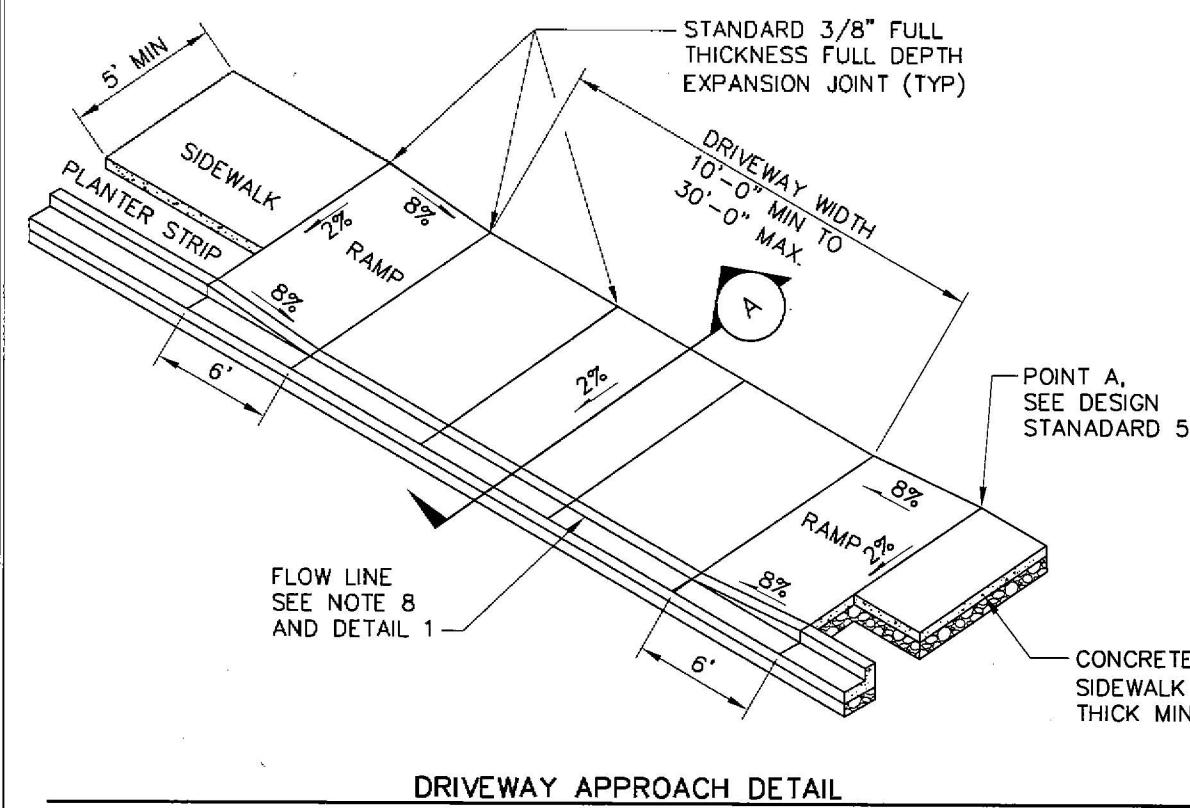 STANDARD 3/8" FULL
THICKNESS FULL DEPTH
EXPANSION JOINT (TYP)
5' MIN
SIDEWALK
PLANTER STRIP
8%
2%
RAMP
8%
6'
DRIVEWAY WIDTH
10'-0" MIN TO
30'-0" MAX.
A
2%
POINT A,
SEE DESIGN
STANADARD 5
8%
RAMP
2%
8%
6'
FLOW LINE
SEE NOTE 8
AND DETAIL 1
CONCRETE
SIDEWALK
THICK MIN
DRIVEWAY APPROACH DETAIL